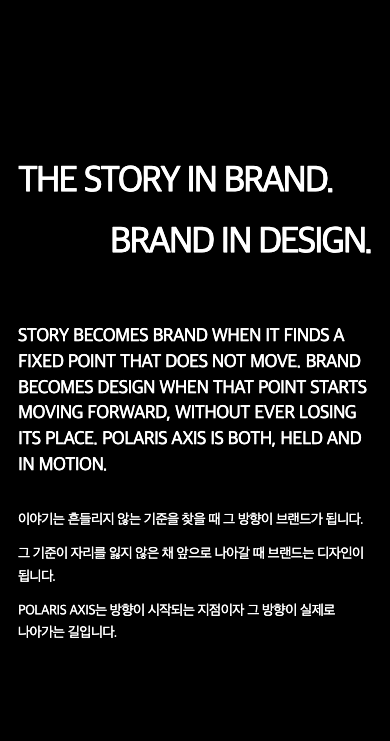 THE STORY IN BRAND.
BRAND IN DESIGN.
STORY BECOMES BRAND WHEN IT FINDS A
FIXED POINT THAT DOES NOT MOVE. BRAND
BECOMES DESIGN WHEN THAT POINT STARTS
MOVING FORWARD, WITHOUT EVER LOSING
ITS PLACE. POLARIS AXIS IS BOTH, HELD AND
IN MOTION.
이야기는 흔들리지 않는 기준을 찾을 때 그 방향이 브랜드가 됩니다.
그 기준이 자리를 잃지 않은 채 앞으로 나아갈 때 브랜드는 디자인이
됩니다.
POLARIS AXIS는 방향이 시작되는 지점이자 그 방향이 실제로
나아가는 길입니다.